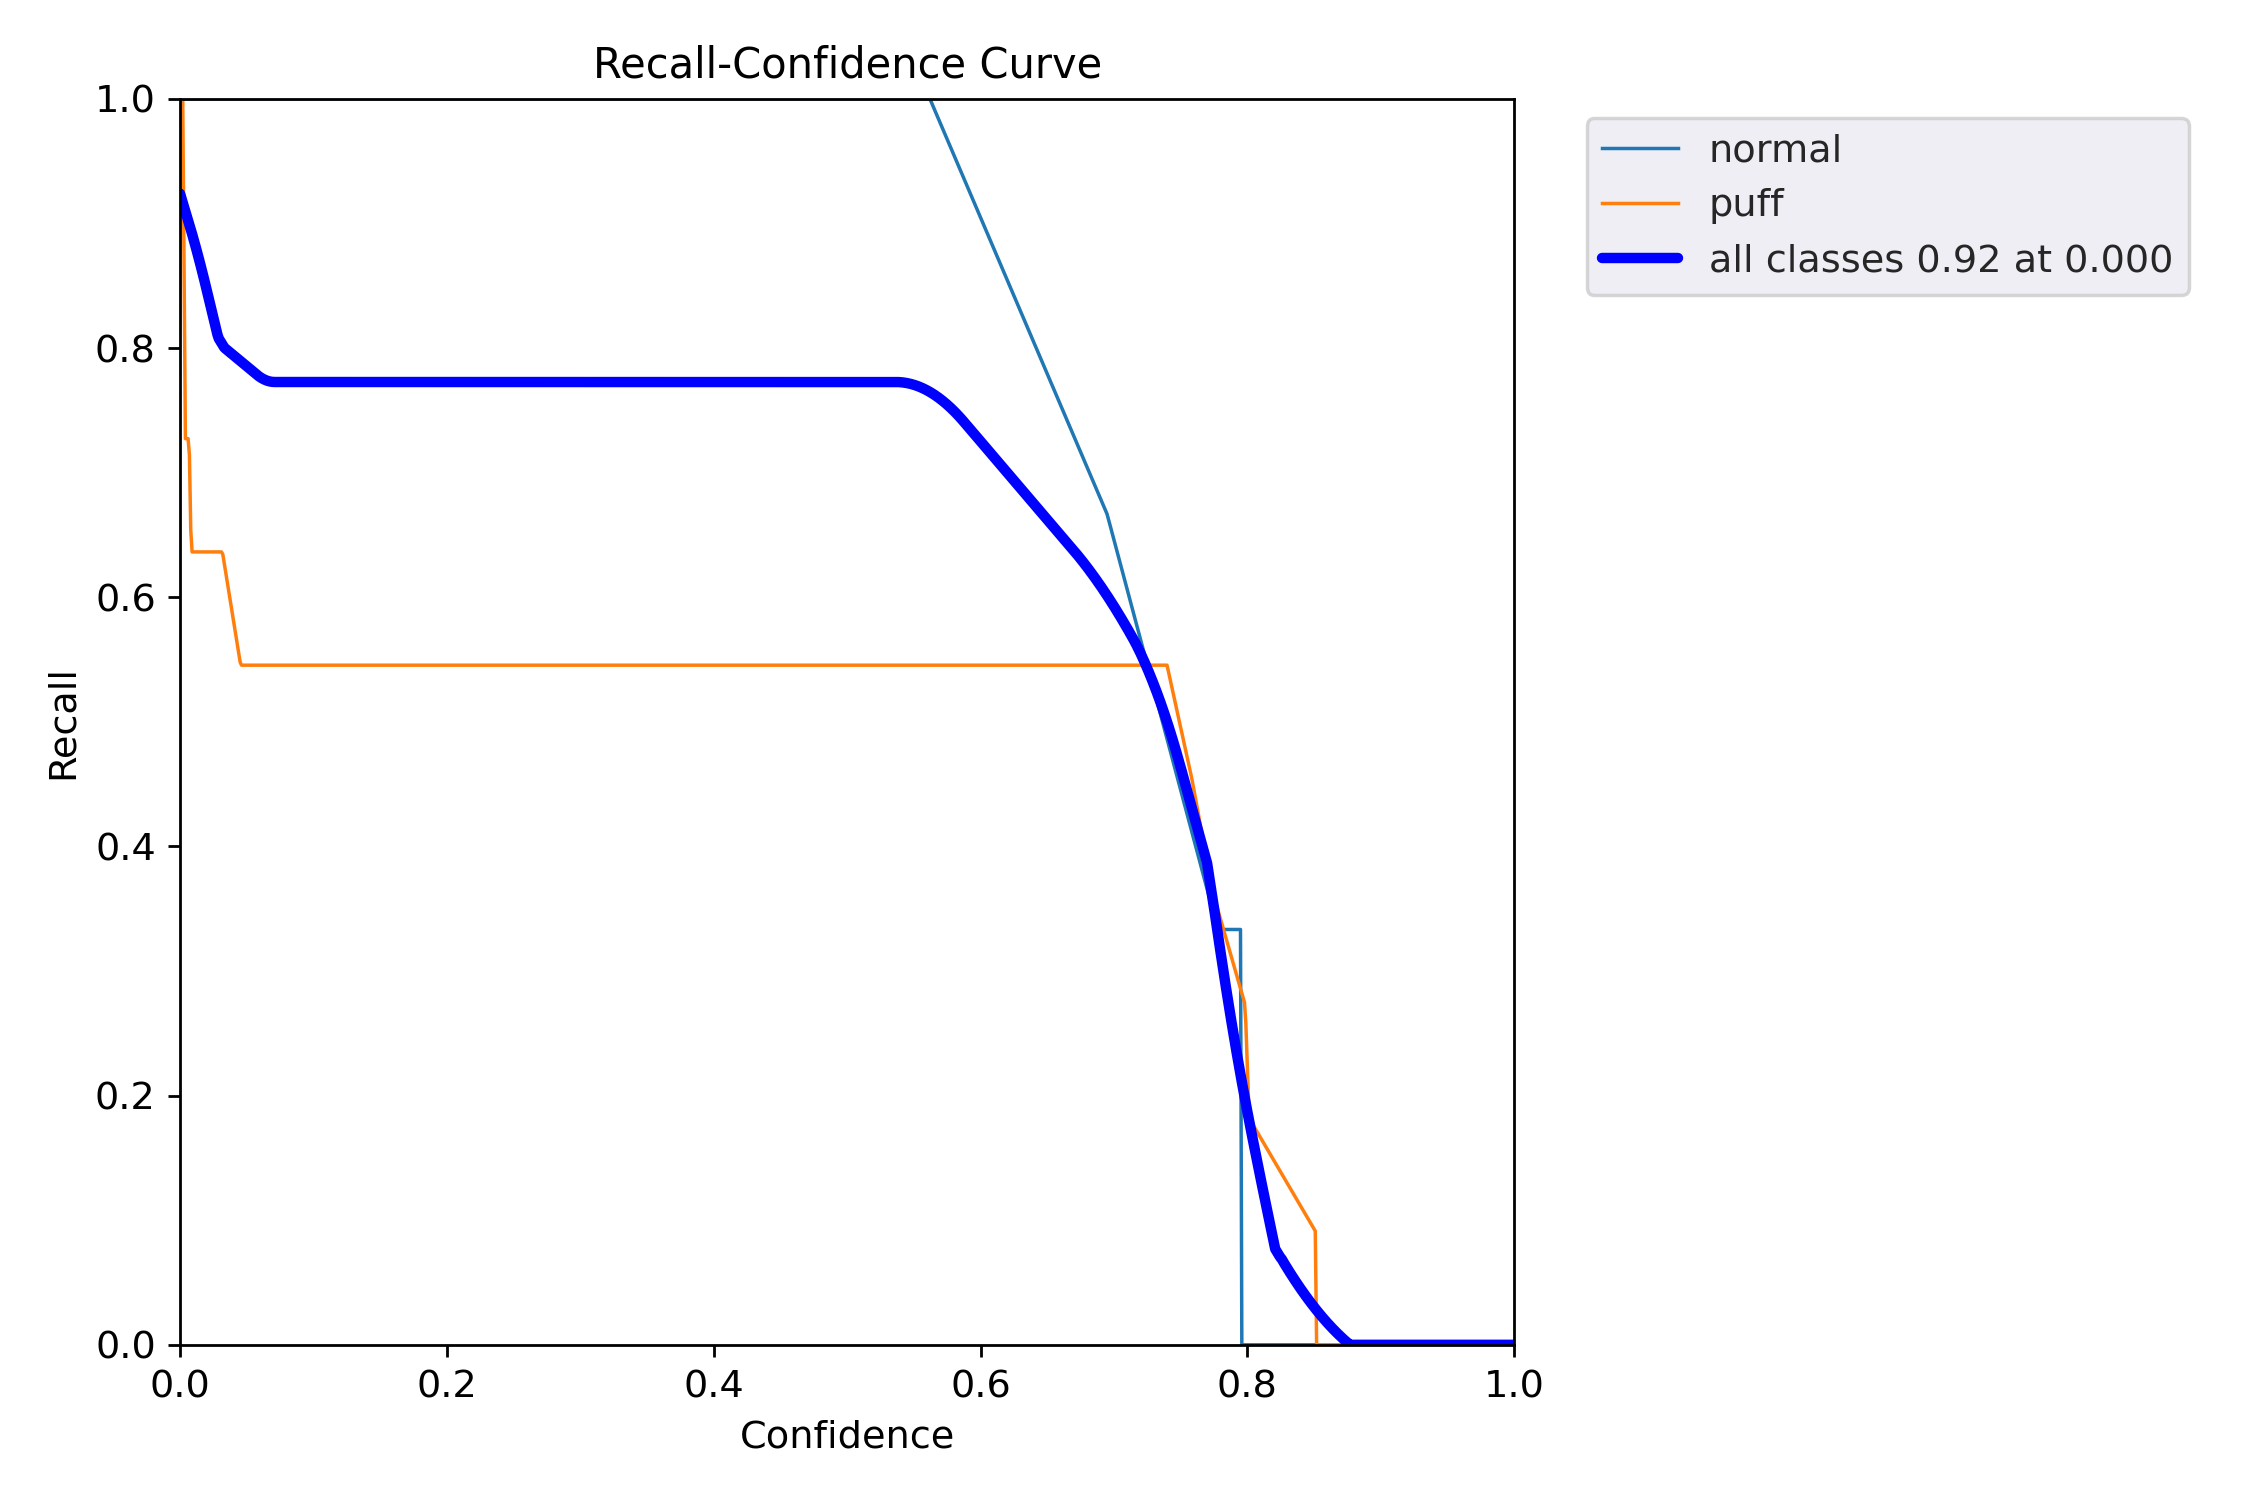 Recall-Confidence Curve
1.0
0.8
0.6
0.4
0.2
0.0
Recall
0.0 0.2 0.4 0.6 0.8 1.0
Confidence
normal
puff
all classes 0.92 at 0.000